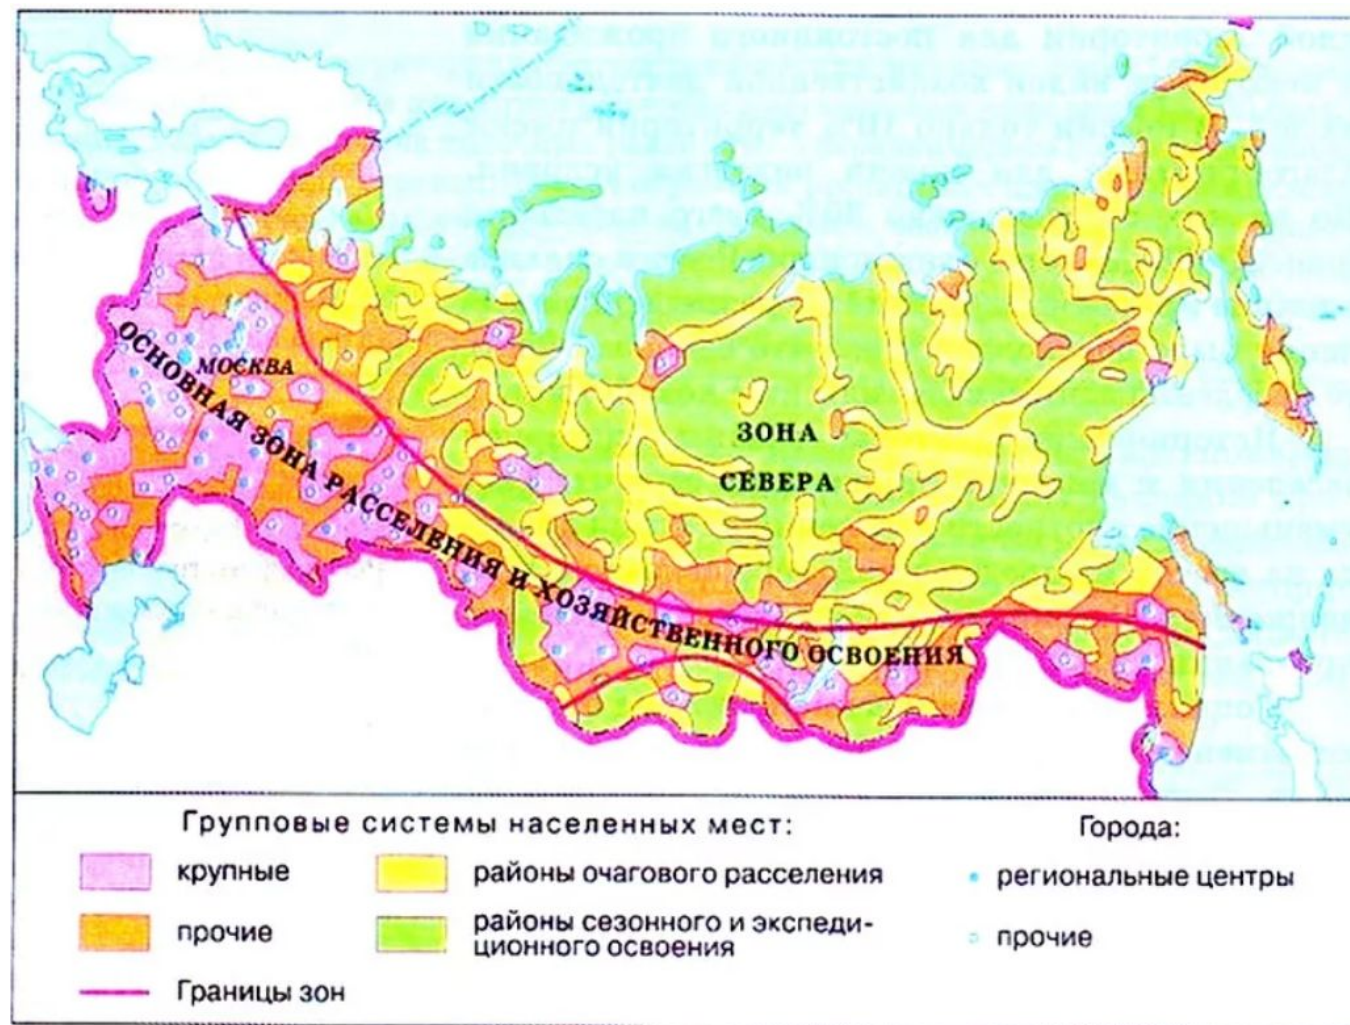 МОСКВА
ОСНОВНАЯ ЗОНА РАССЕЛЕНИЯ И ХОЗЯЙСТВЕННОГО ОСВОЕНИЯ
ЗОНА
СЕВЕРА
Групповые системы населенных мест:
Города:
крупные
районы очагового расселения
региональные центры
прочие
районы сезонного и экспеди-
ционного освоения
прочие
Границы зон